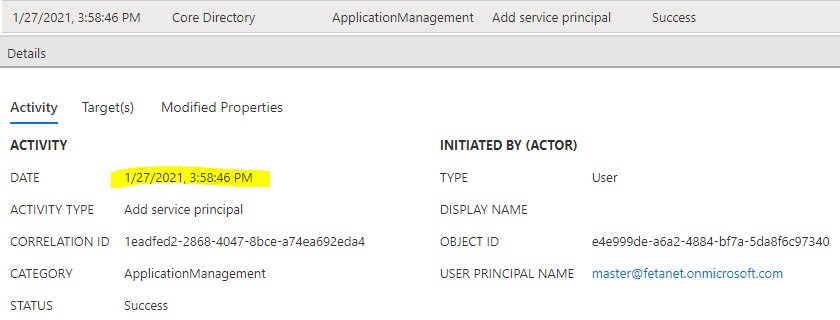 1/27/2021, 3:58:46 PM Core Directory ApplicationManagement Add service principal Success
Details
Activity Target(s) Modified Properties
ACTIVITY INITIATED BY (ACTOR)
DATE 1/27/2021, 3:58:46 PM TYPE User
ACTIVITY TYPE Add service principal DISPLAY NAME
CORRELATION ID 1eadfed2-2868-4047-8bce-a74ea692eda4 OBJECT ID e4e999de-a6a2-4884-bf7a-5da8f6c97340
CATEGORY ApplicationManagement USER PRINCIPAL NAME master@fetanet.onmicrosoft.com
STATUS Success